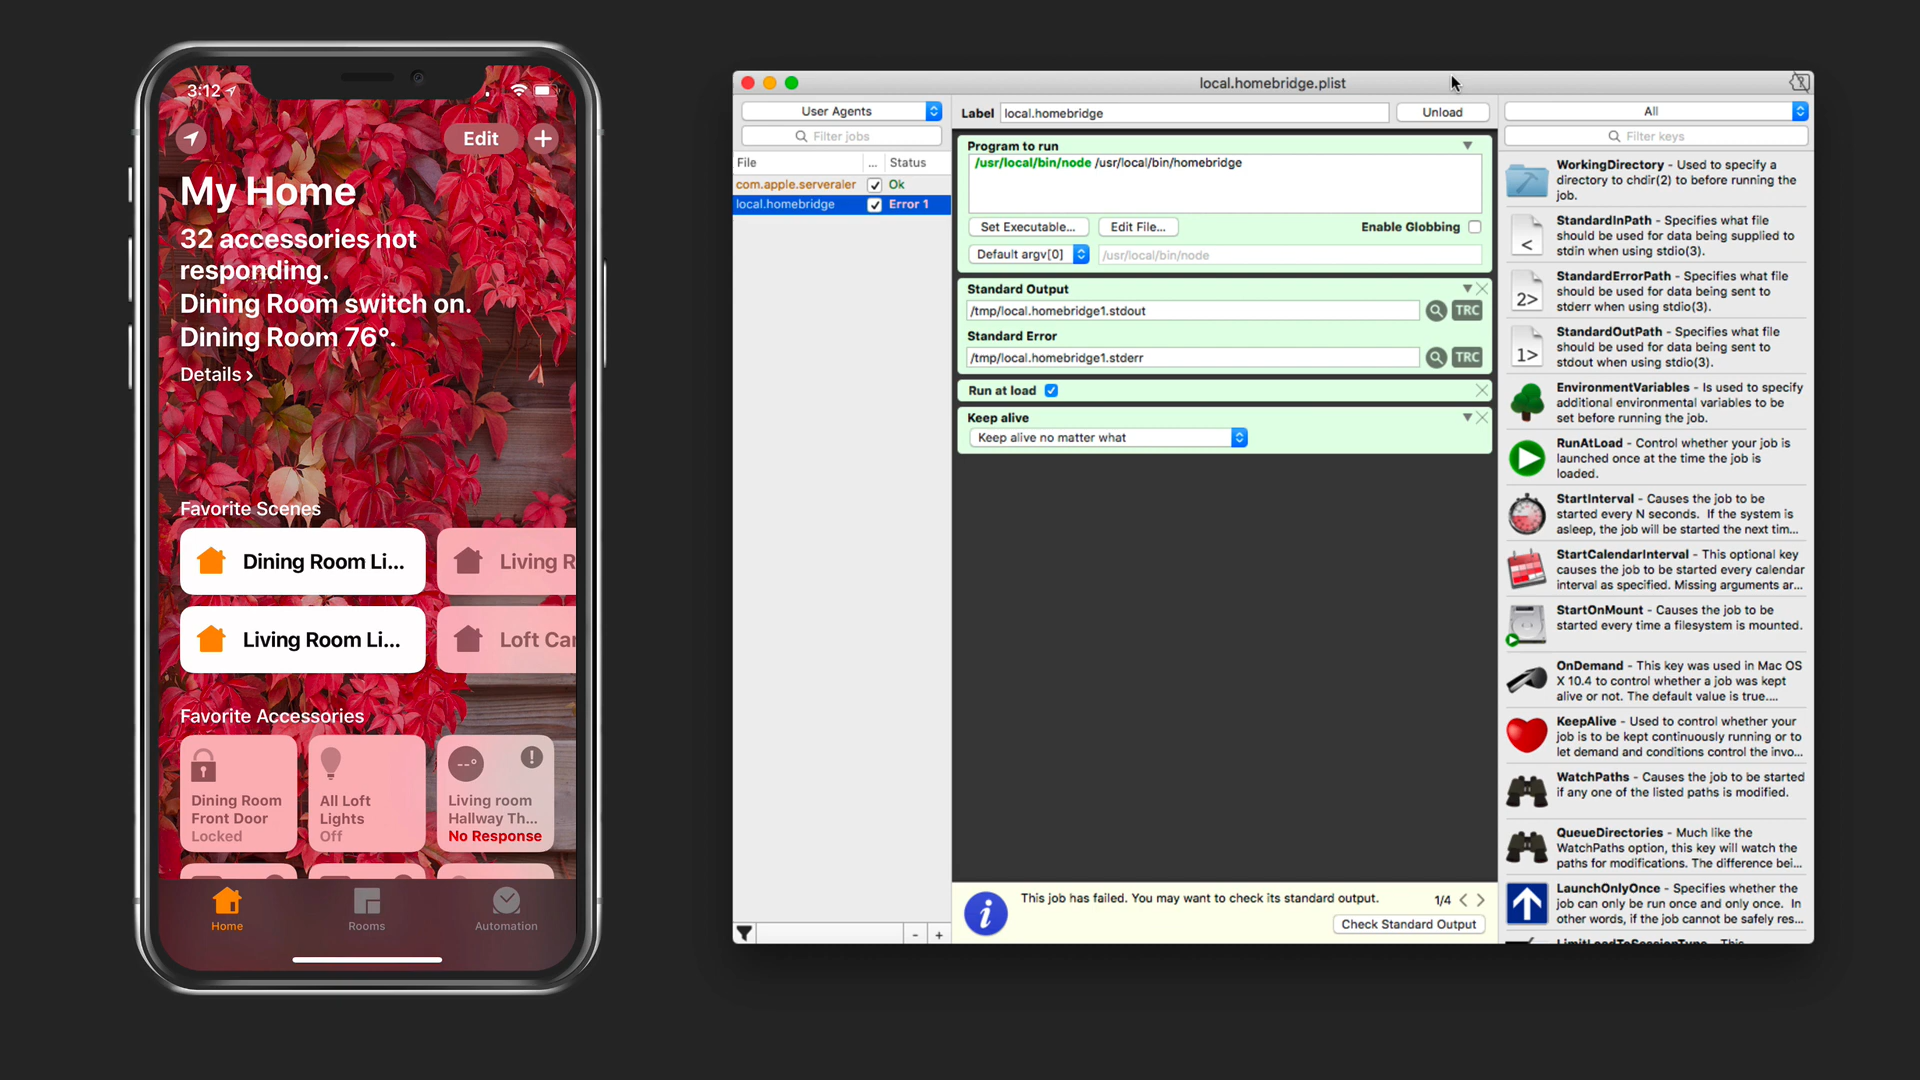 3:12
Edit
My Home
32 accessories not
responding.
Dining Room switch on.
Dining Room 76°.
Details ›
Favorite Scenes
Dining Room Li...
Living R
Living Room Li...
Loft Car
Favorite Accessories
Dining Room
Front Door
Locked
All Loft
Lights
Off
--°
Living room
Hallway Th...
No Response
Home
Rooms
Automation
local.homebridge.plist
User Agents
Filter jobs
File
...
Status
com.apple.serveraler
Ok
local.homebridge
Error 1
Label
local.homebridge
Unload
Program to run
/usr/local/bin/node /usr/local/bin/homebridge
Set Executable...
Edit File...
Enable Globbing
Default argv[0]
/usr/local/bin/node
Standard Output
/tmp/local.homebridge1.stdout
TRC
Standard Error
/tmp/local.homebridge1.stderr
TRC
Run at load
Keep alive
Keep alive no matter what
This job has failed. You may want to check its standard output.
1/4
Check Standard Output
- +
All
Filter keys
WorkingDirectory - Used to specify a
directory to chdir(2) to before running the
job.
<
StandardInPath - Specifies what file
should be used for data being supplied to
stdin when using stdio(3).
2>
StandardErrorPath - Specifies what file
should be used for data being sent to
stderr when using stdio(3).
1>
StandardOutPath - Specifies what file
should be used for data being sent to
stdout when using stdio(3).
EnvironmentVariables - Is used to specify
additional environmental variables to be
set before running the job.
RunAtLoad - Control whether your job is
launched once at the time the job is
loaded.
StartInterval - Causes the job to be
started every N seconds. If the system is
asleep, the job will be started the next tim...
StartCalendarInterval - This optional key
causes the job to be started every calendar
interval as specified. Missing arguments ar...
StartOnMount - Causes the job to be
started every time a filesystem is mounted.
OnDemand - This key was used in Mac OS
X 10.4 to control whether a job was kept
alive or not. The default value is true....
KeepAlive - Used to control whether your
job is to be kept continuously running or to
let demand and conditions control the invo...
WatchPaths - Causes the job to be started
if any one of the listed paths is modified.
QueueDirectories - Much like the
WatchPaths option, this key will watch the
paths for modifications. The difference bei...
LaunchOnlyOnce - Specifies whether the
job can only be run once and only once. In
other words, if the job cannot be safely res...
LimitLoadToSessionType - This